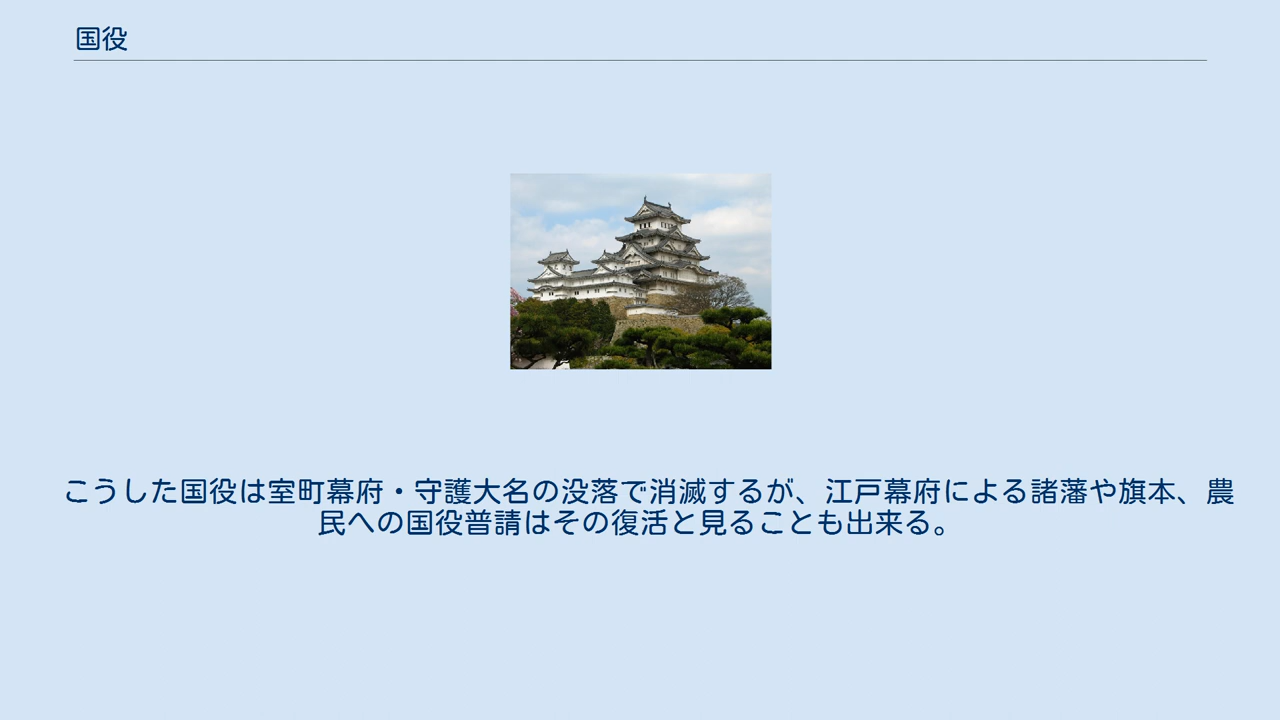 国役
こうした国役は室町幕府・守護大名の没落で消滅するが、江戸幕府による諸藩や旗本、農
民への国役普請はその復活と見ることも出来る。